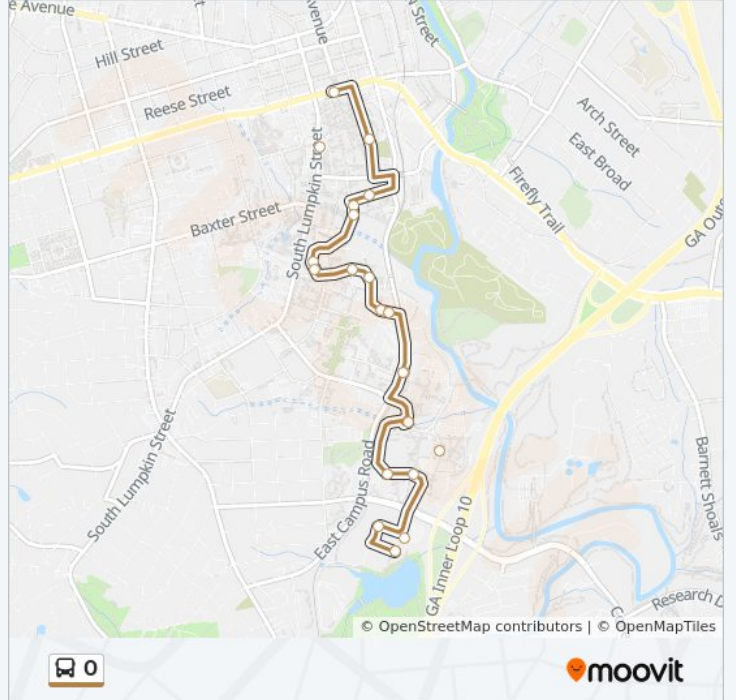 e Avenue
Avenue
N Street
Hill Street
Reese Street
Arch Street
East Broad
Firefly Trail
South Lumpkin Street
Baxter Street
GA Oute
South Lumpkin Street
East Campus Road
GA Inner Loop 10
Barnett Shoals
Research D
© OpenStreetMap contributors | © OpenMapTiles
O
moovit